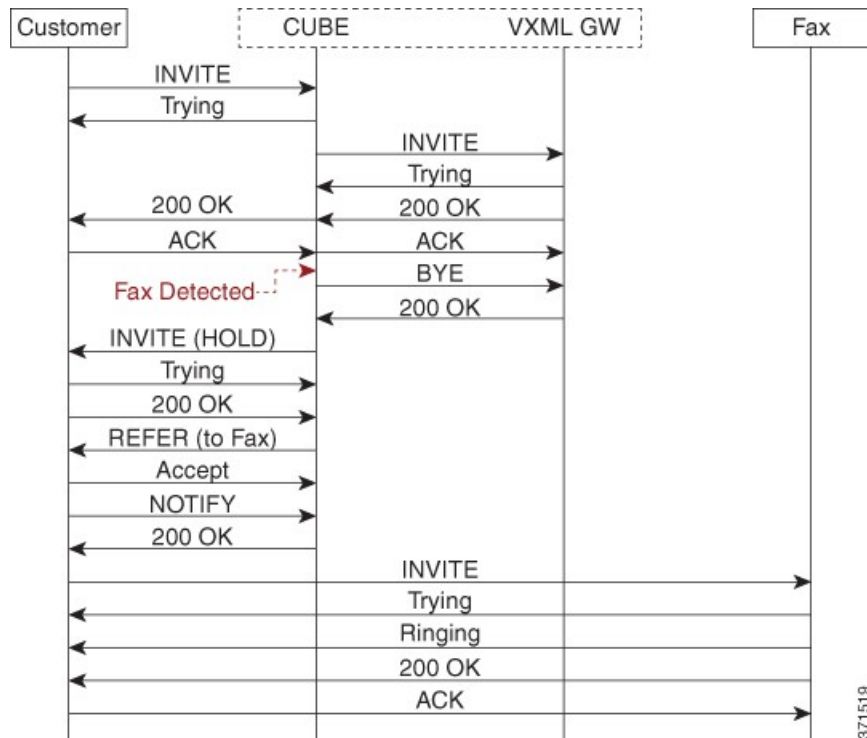 Customer CUBE VXML GW Fax
INVITE
Trying
INVITE
Trying
200 OK 200 OK
ACK ACK
BYE
Fax Detected
200 OK
INVITE (HOLD)
Trying
200 OK
REFER (to Fax)
Accept
NOTIFY
200 OK
INVITE
Trying
Ringing
200 OK
ACK
371519